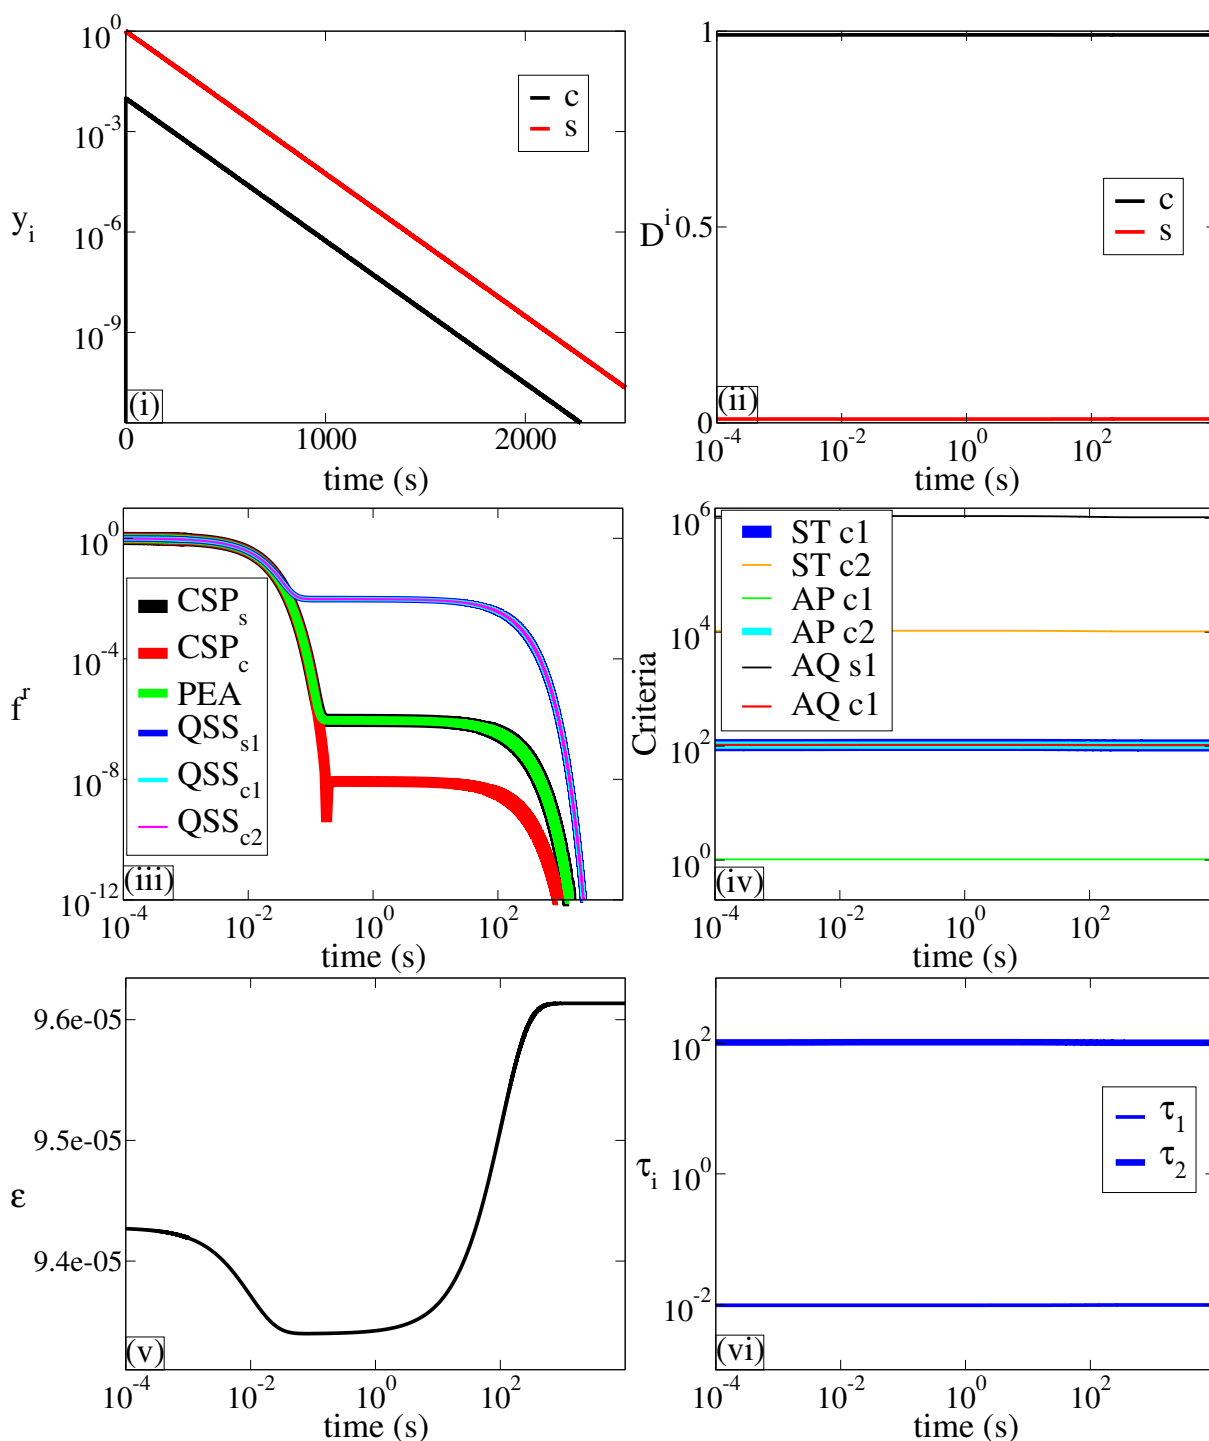 10^0
10^-3
10^-6
10^-9
y_i
c
s
(i)
0
1000
2000
time (s)
1
0.5
0
D^i
c
s
(ii)
10^-4
10^-2
10^0
10^2
time (s)
10^0
10^-4
10^-8
10^-12
f^r
CSP_s
CSP_c
PEA
QSS_s1
QSS_c1
QSS_c2
(iii)
10^-4
10^-2
10^0
10^2
time (s)
10^6
10^4
10^2
10^0
Criteria
ST c1
ST c2
AP c1
AP c2
AQ s1
AQ c1
(iv)
10^-4
10^-2
10^0
10^2
time (s)
9.6e-05
9.5e-05
9.4e-05
ε
(v)
10^-4
10^-2
10^0
10^2
time (s)
10^2
10^0
10^-2
τ_i
τ_1
τ_2
(vi)
10^-4
10^-2
10^0
10^2
time (s)